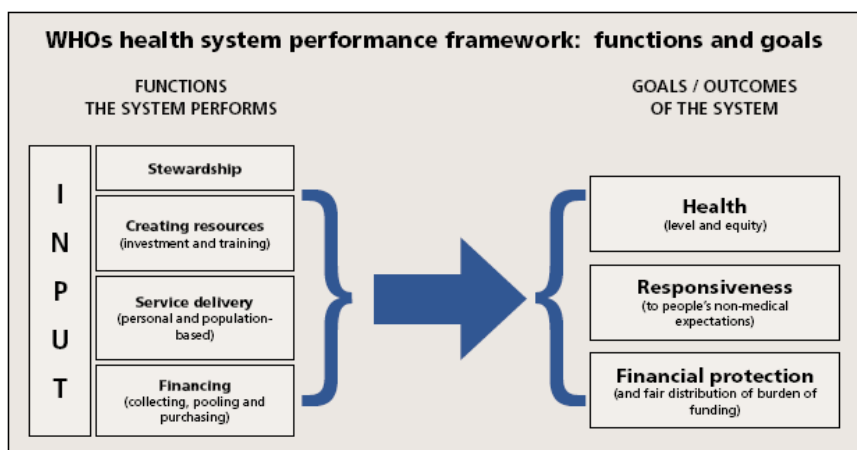 WHOs health system performance framework: functions and goals
FUNCTIONS
THE SYSTEM PERFORMS
GOALS / OUTCOMES
OF THE SYSTEM
I
N
P
U
T
Stewardship
Creating resources
(investment and training)
Service delivery
(personal and population-
based)
Financing
(collecting, pooling and
purchasing)
Health
(level and equity)
Responsiveness
(to people's non-medical
expectations)
Financial protection
(and fair distribution of burden of
funding)